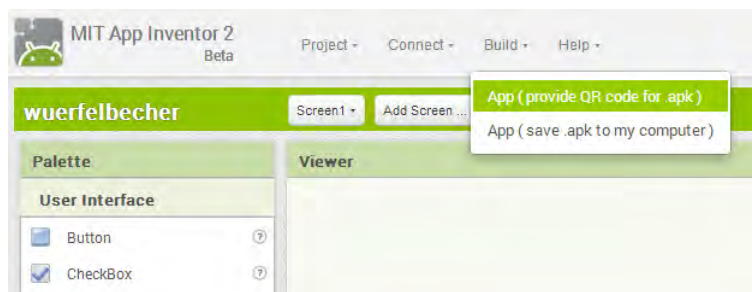 MIT App Inventor 2
Beta
Project Connect Build Help
App ( provide QR code for .apk )
App ( save .apk to my computer )
wuerfelbecher
Screen1 Add Screen ...
Palette
Viewer
User Interface
Button ?
CheckBox ?